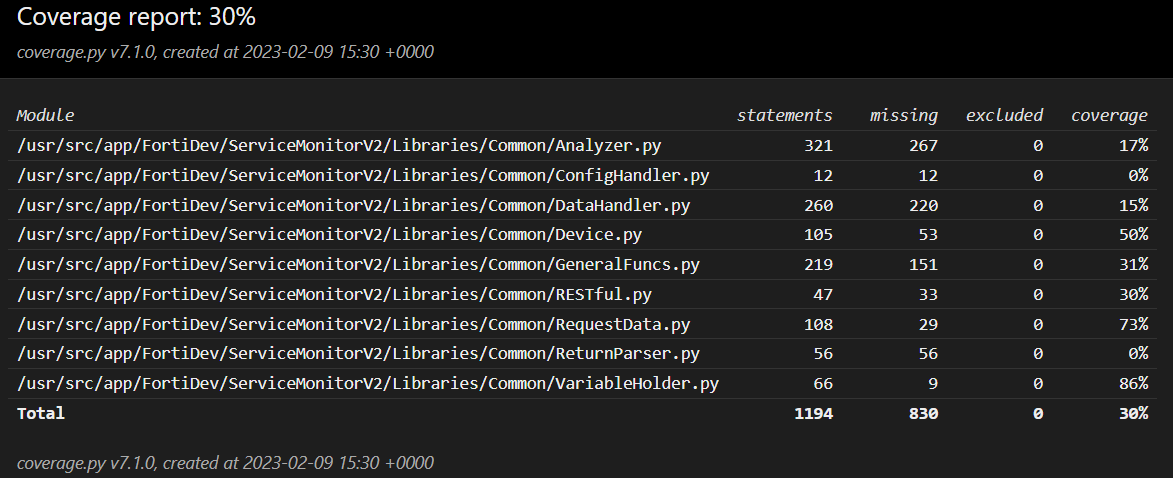 Coverage report: 30%
coverage.py v7.1.0, created at 2023-02-09 15:30 +0000
Module statements missing excluded coverage
/usr/src/app/FortiDev/ServiceMonitorV2/Libraries/Common/Analyzer.py 321 267 0 17%
/usr/src/app/FortiDev/ServiceMonitorV2/Libraries/Common/ConfigHandler.py 12 12 0 0%
/usr/src/app/FortiDev/ServiceMonitorV2/Libraries/Common/DataHandler.py 260 220 0 15%
/usr/src/app/FortiDev/ServiceMonitorV2/Libraries/Common/Device.py 105 53 0 50%
/usr/src/app/FortiDev/ServiceMonitorV2/Libraries/Common/GeneralFuncs.py 219 151 0 31%
/usr/src/app/FortiDev/ServiceMonitorV2/Libraries/Common/RESTful.py 47 33 0 30%
/usr/src/app/FortiDev/ServiceMonitorV2/Libraries/Common/RequestData.py 108 29 0 73%
/usr/src/app/FortiDev/ServiceMonitorV2/Libraries/Common/ReturnParser.py 56 56 0 0%
/usr/src/app/FortiDev/ServiceMonitorV2/Libraries/Common/VariableHolder.py 66 9 0 86%
Total 1194 830 0 30%
coverage.py v7.1.0, created at 2023-02-09 15:30 +0000